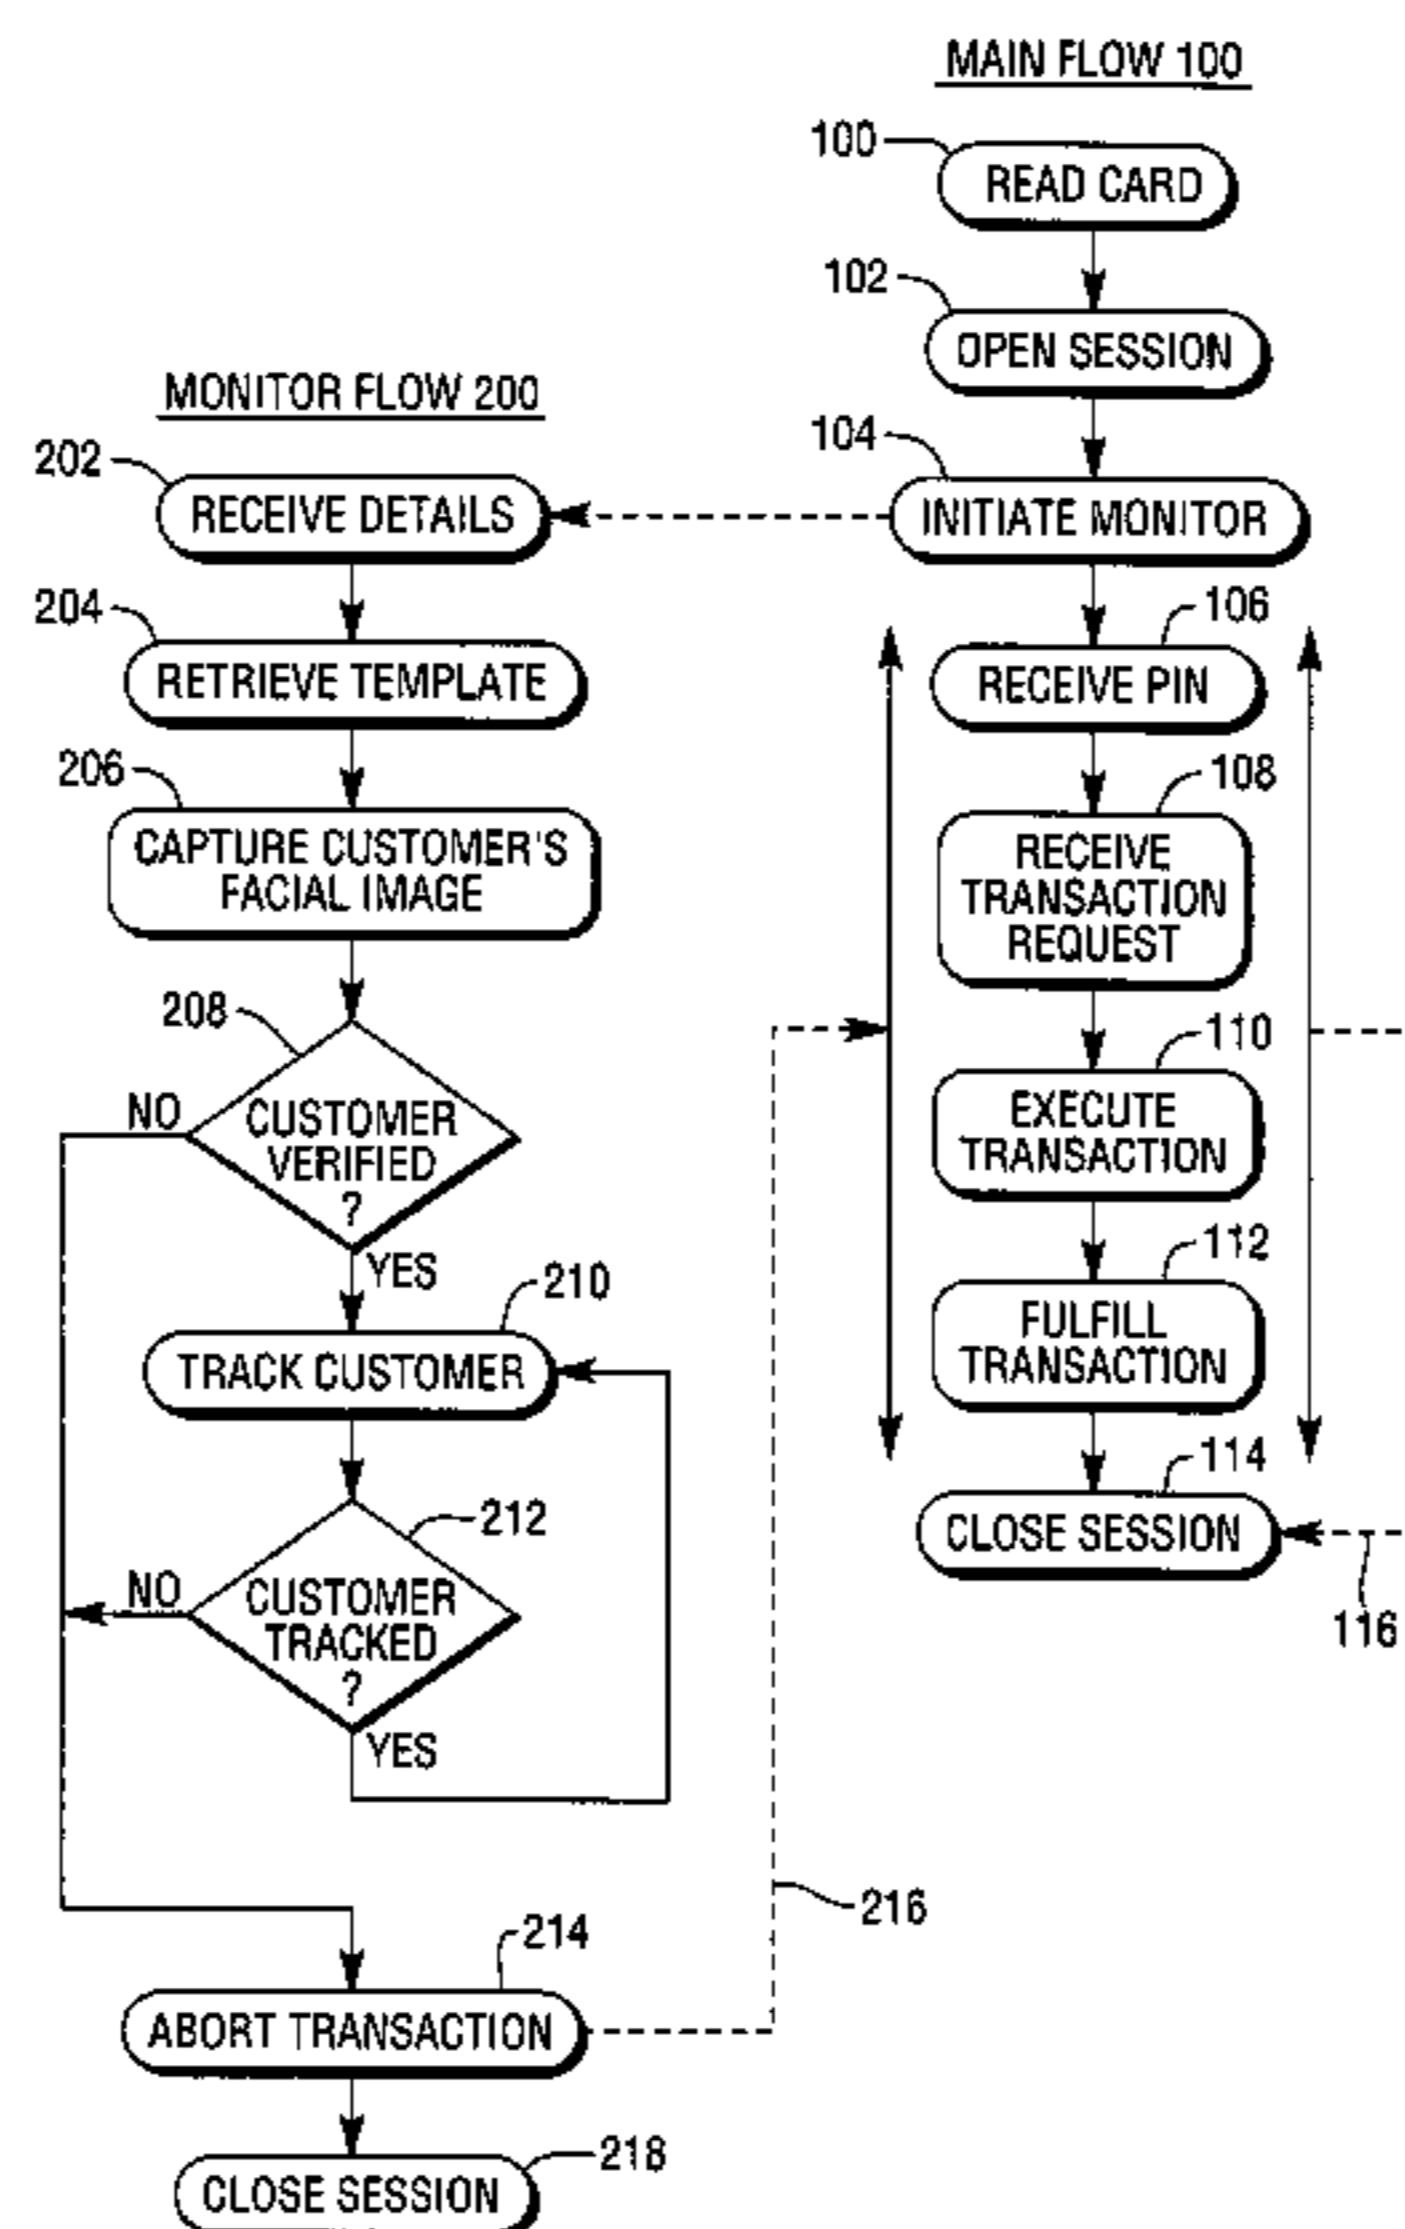 MAIN FLOW 100
100
READ CARD
102
OPEN SESSION
104
INITIATE MONITOR
106
RECEIVE PIN
108
RECEIVE
TRANSACTION
REQUEST
110
EXECUTE
TRANSACTION
112
FULFILL
TRANSACTION
114
CLOSE SESSION
116
MONITOR FLOW 200
202
RECEIVE DETAILS
204
RETRIEVE TEMPLATE
206
CAPTURE CUSTOMER'S
FACIAL IMAGE
208
NO
CUSTOMER
VERIFIED
?
YES
210
TRACK CUSTOMER
212
NO
CUSTOMER
TRACKED
?
YES
216
214
ABORT TRANSACTION
218
CLOSE SESSION